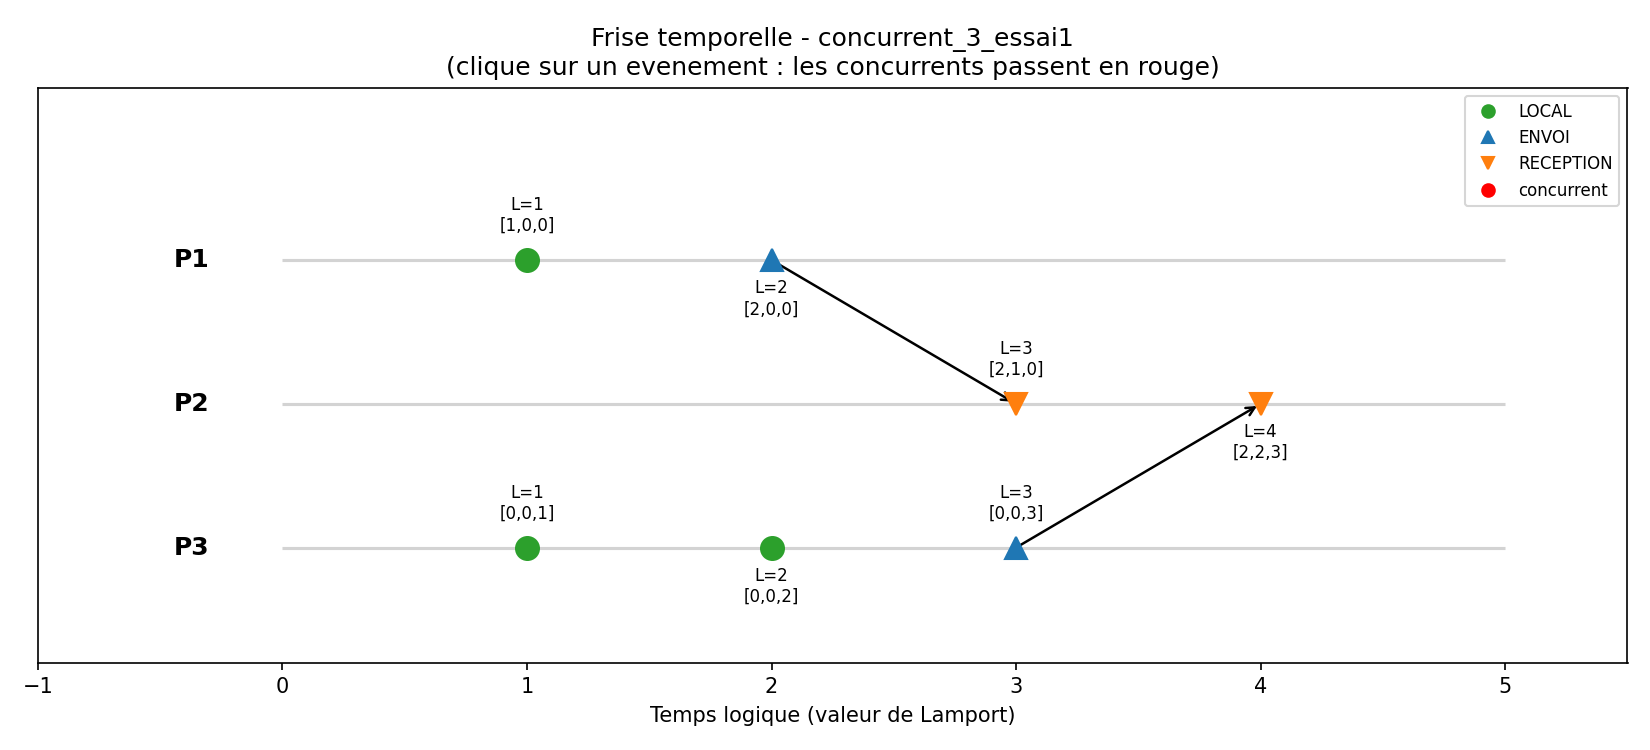 Frise temporelle - concurrent_3_essai1
(clique sur un evenement : les concurrents passent en rouge)
LOCAL
ENVOI
RECEPTION
concurrent
L=1
[1,0,0]
P1
L=2
[2,0,0]
L=3
[2,1,0]
P2
L=4
[2,2,3]
L=1
[0,0,1]
L=3
[0,0,3]
P3
L=2
[0,0,2]
−1 0 1 2 3 4 5
Temps logique (valeur de Lamport)